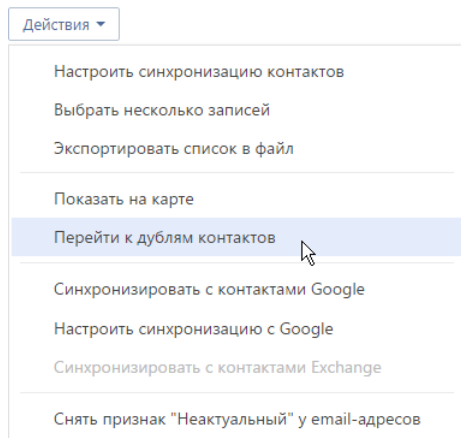 Действия
Настроить синхронизацию контактов
Выбрать несколько записей
Экспортировать список в файл
Показать на карте
Перейти к дублям контактов
Синхронизировать с контактами Google
Настроить синхронизацию с Google
Синхронизировать с контактами Exchange
Снять признак "Неактуальный" у email-адресов